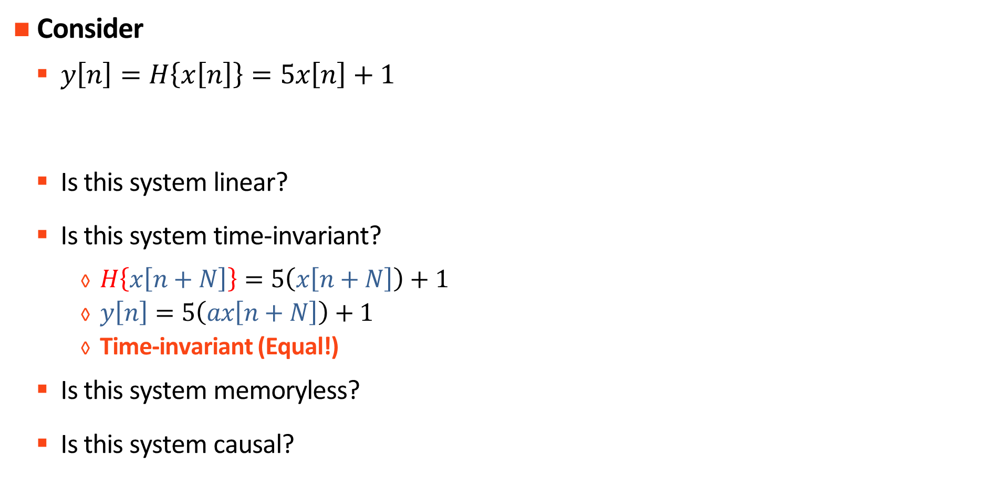 Consider
y[n] = H{x[n]} = 5x[n] + 1
Is this system linear?
Is this system time-invariant?
H{x[n + N]} = 5(x[n + N]) + 1
y[n] = 5(ax[n + N]) + 1
Time-invariant (Equal!)
Is this system memoryless?
Is this system causal?